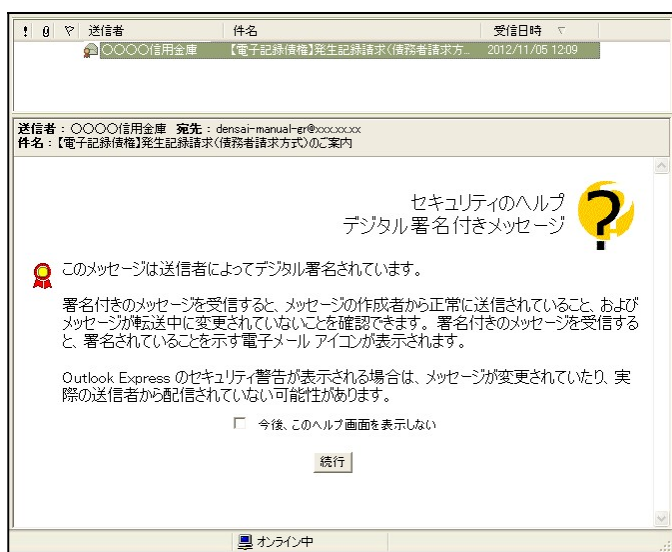 ! 送信者 件名 受信日時
〇〇〇〇信用金庫 【電子記録債権】発生記録請求(債務者請求方... 2012/11/05 12:09
送信者：〇〇〇〇信用金庫 宛先：densai-manual-gr@xxx.xx.xx
件名：【電子記録債権】発生記録請求(債務者請求方式)のご案内
セキュリティのヘルプ
デジタル署名付きメッセージ
このメッセージは送信者によってデジタル署名されています。
署名付きのメッセージを受信すると、メッセージの作成者から正常に送信されていること、および
メッセージが転送中に変更されていないことを確認できます。署名付きのメッセージを受信する
と、署名されていることを示す電子メール アイコンが表示されます。
Outlook Express のセキュリティ警告が表示される場合は、メッセージが変更されていたり、実
際の送信者から配信されていない可能性があります。
今後、このヘルプ画面を表示しない
続行
オンライン中